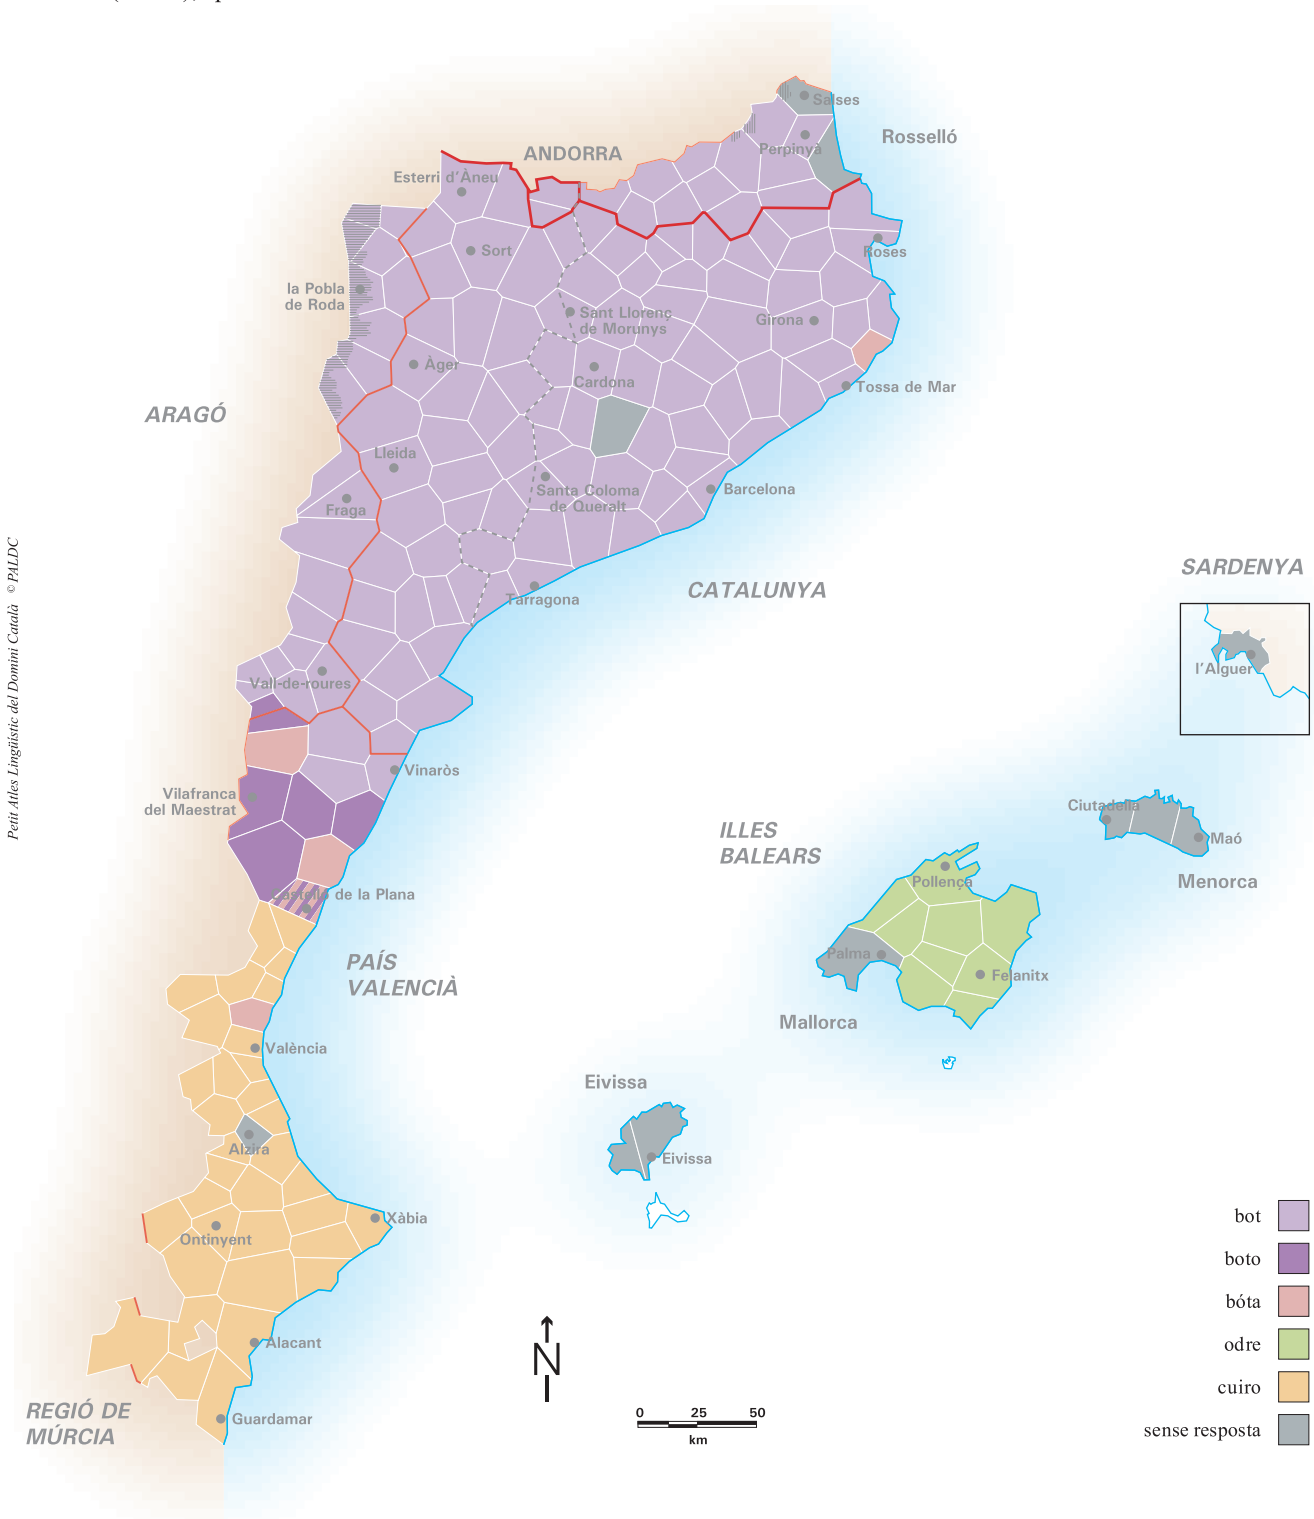 Salses
Rosselló
Perpinyà
ANDORRA
Esterri d'Àneu
Sort
Roses
la Pobla
de Roda
Sant Llorenç
de Morunys
Girona
Àger
Cardona
Tossa de Mar
ARAGÓ
Lleida
Santa Coloma
de Queralt
Barcelona
Fraga
Petit Atles Lingüístic del Domini Català © PALDC
CATALUNYA
Tarragona
SARDENYA
l'Alguer
Vall-de-roures
Vinaròs
Vilafranca
del Maestrat
Ciutadella
Maó
Menorca
ILLES
BALEARS
Pollença
Castelló de la Plana
Palma
Felanitx
PAÍS
VALENCIÀ
Mallorca
València
Eivissa
Alzira
Eivissa
Xàbia
Ontinyent
Alacant
Guardamar
REGIÓ DE
MÚRCIA
N
0 25 50
km
bot
boto
bóta
odre
cuiro
sense resposta